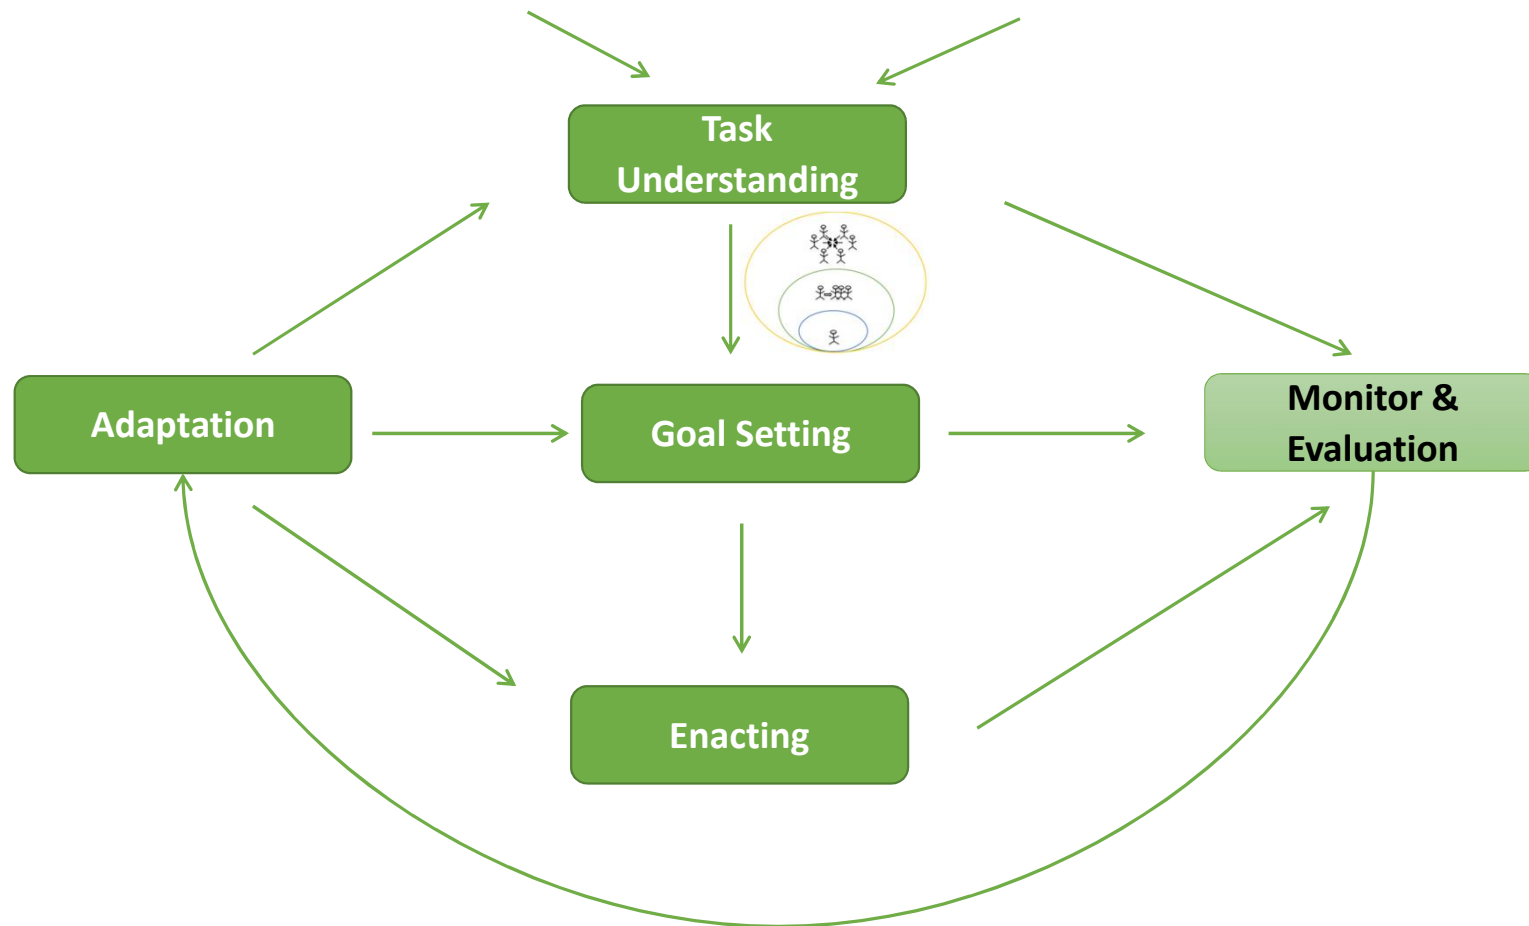 Task
Understanding
Adaptation
Goal Setting
Monitor &
Evaluation
Enacting